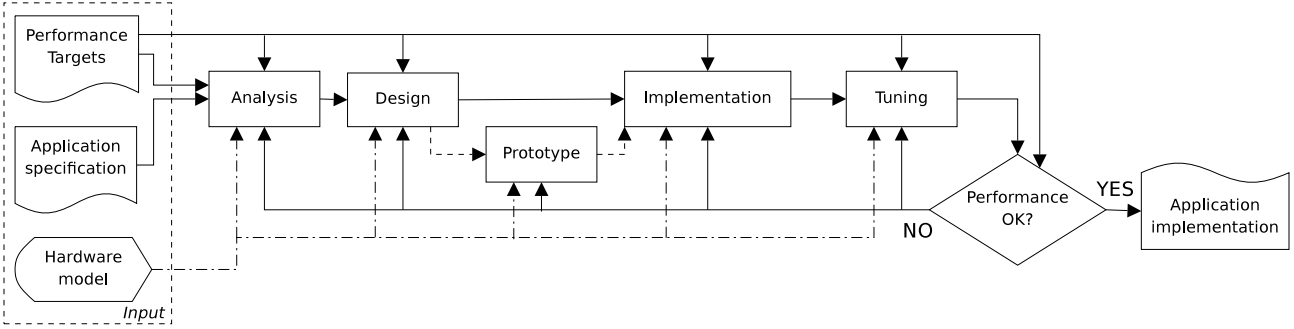 Performance
Targets
Application
specification
Hardware
model
Input
Analysis
Design
Prototype
Implementation
Tuning
Performance
OK?
NO
YES
Application
implementation